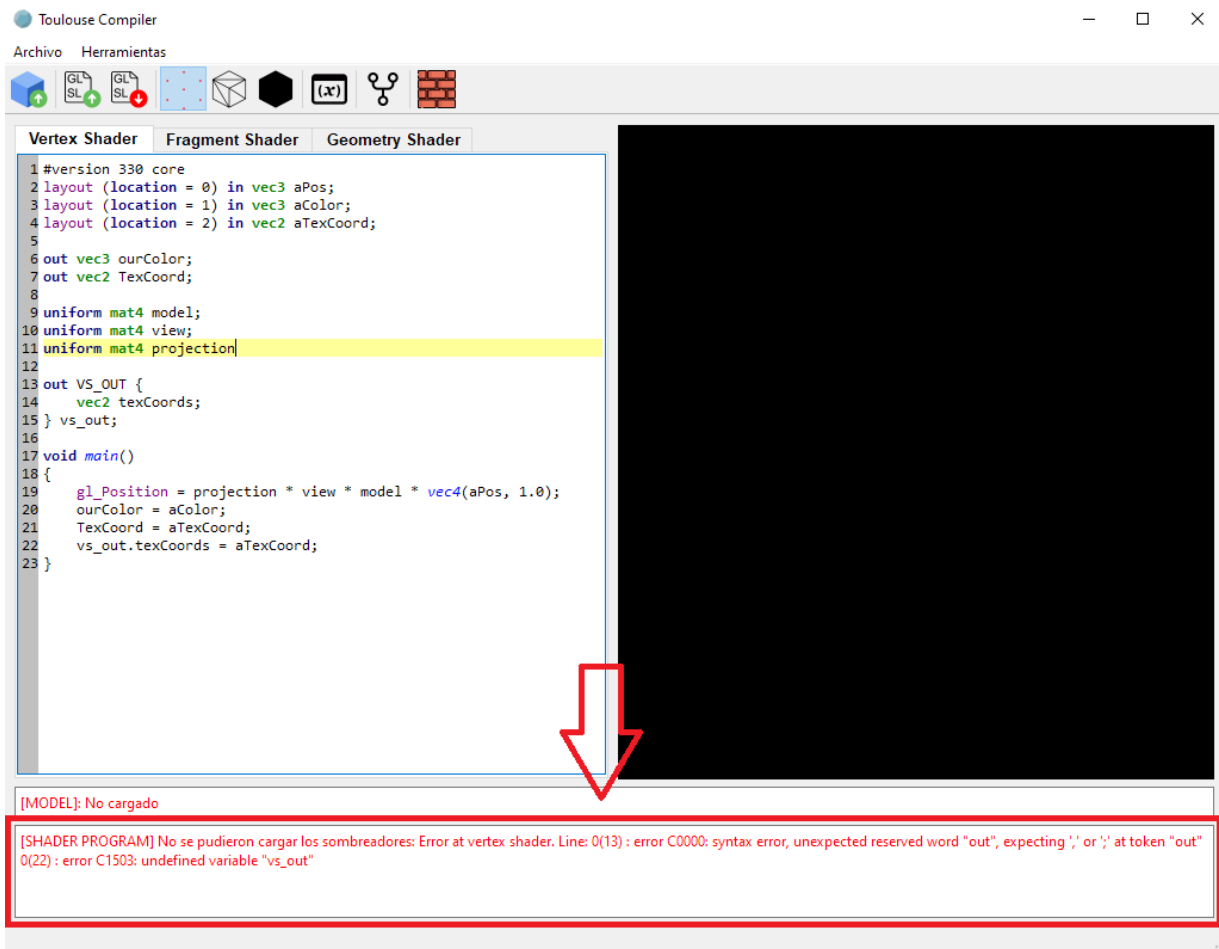 Toulouse Compiler
Archivo Herramientas
GL SL GL SL (x)
Vertex Shader Fragment Shader Geometry Shader
1 #version 330 core
2 layout (location = 0) in vec3 aPos;
3 layout (location = 1) in vec3 aColor;
4 layout (location = 2) in vec2 aTexCoord;
5
6 out vec3 ourColor;
7 out vec2 TexCoord;
8
9 uniform mat4 model;
10 uniform mat4 view;
11 uniform mat4 projection
12
13 out VS_OUT {
14     vec2 texCoords;
15 } vs_out;
16
17 void main()
18 {
19     gl_Position = projection * view * model * vec4(aPos, 1.0);
20     ourColor = aColor;
21     TexCoord = aTexCoord;
22     vs_out.texCoords = aTexCoord;
23 }
[MODEL]: No cargado
[SHADER PROGRAM] No se pudieron cargar los sombreadores: Error at vertex shader. Line: 0(13) : error C0000: syntax error, unexpected reserved word "out", expecting ',' or ';' at token "out"
0(22) : error C1503: undefined variable "vs_out"